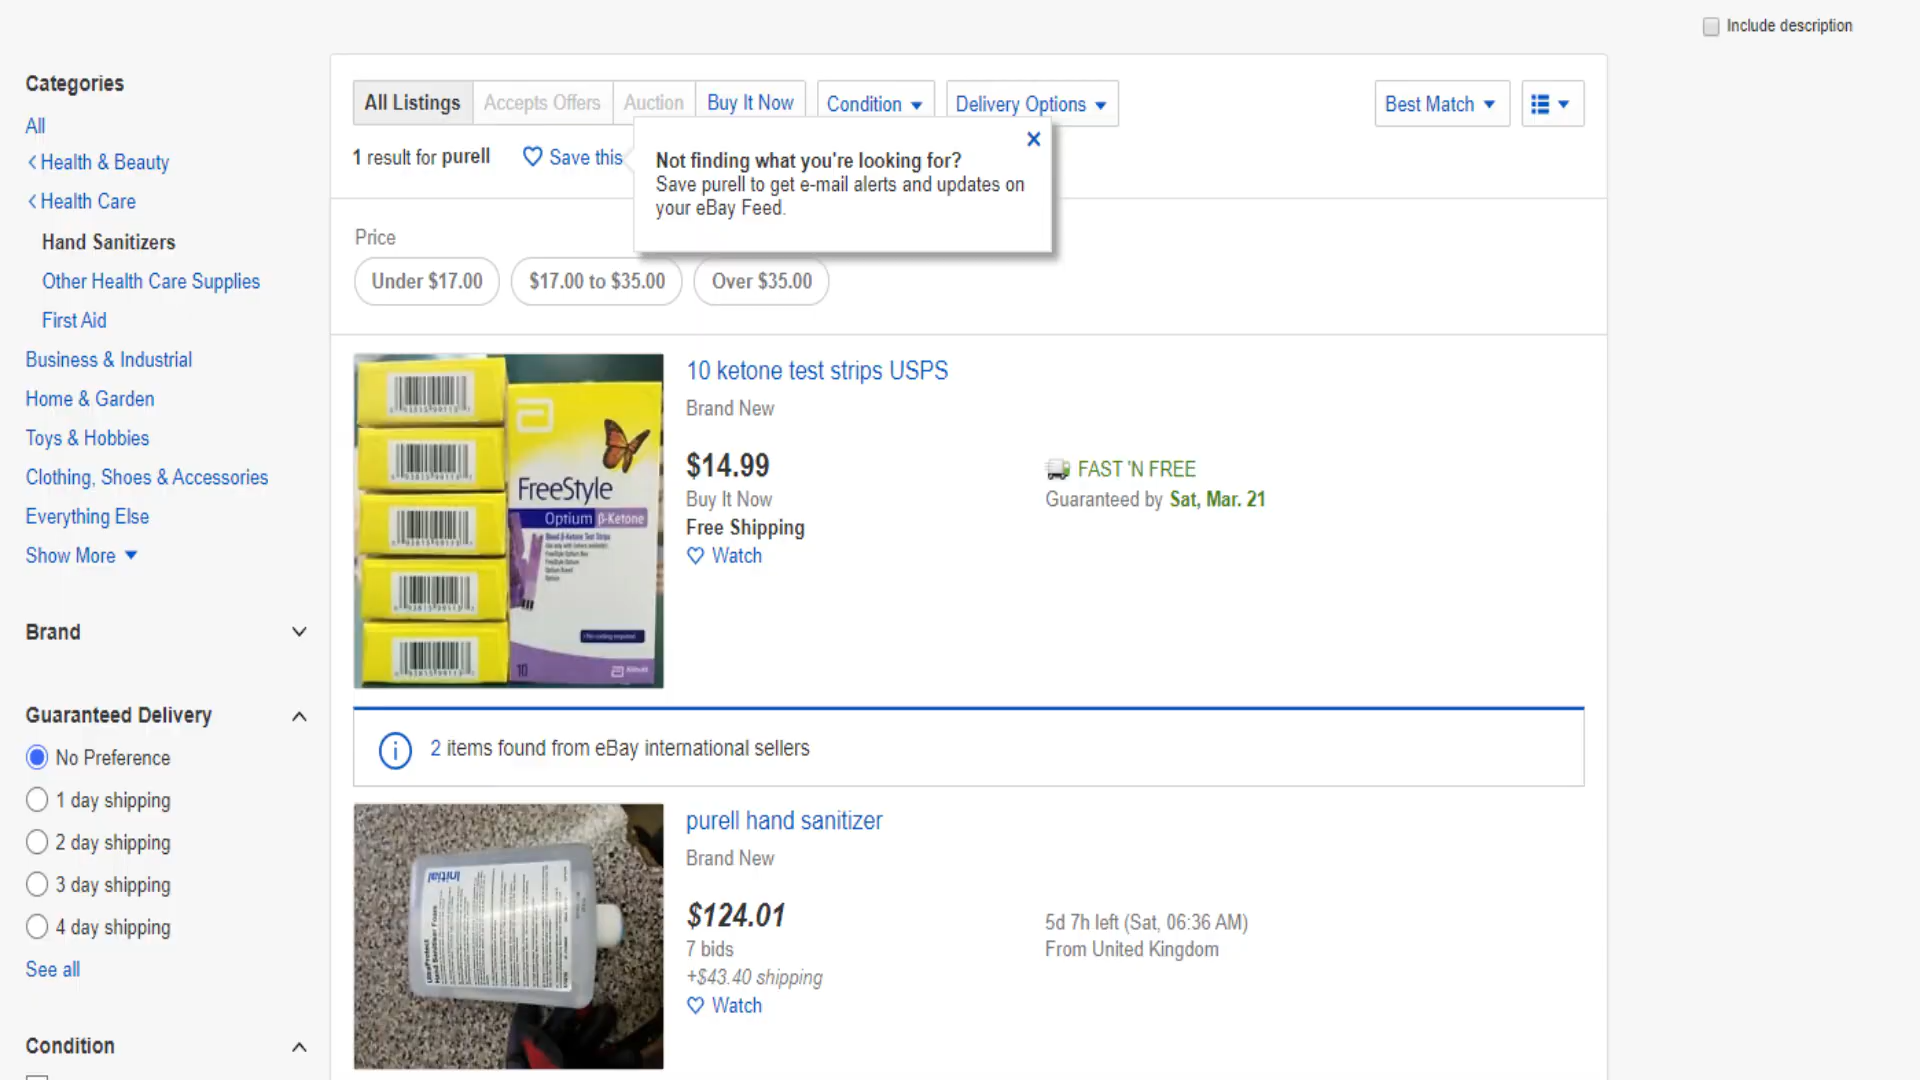 Include description
Categories
All
Health & Beauty
Health Care
Hand Sanitizers
Other Health Care Supplies
First Aid
Business & Industrial
Home & Garden
Toys & Hobbies
Clothing, Shoes & Accessories
Everything Else
Show More
Brand
Guaranteed Delivery
No Preference
1 day shipping
2 day shipping
3 day shipping
4 day shipping
See all
Condition
All Listings Accepts Offers Auction Buy It Now Condition Delivery Options Best Match
1 result for purell Save this
Not finding what you're looking for?
Save purell to get e-mail alerts and updates on
your eBay Feed.
Price
Under $17.00 $17.00 to $35.00 Over $35.00
FreeStyle
Optium β-Ketone
10
10 ketone test strips USPS
Brand New
$14.99
Buy It Now
Free Shipping
Watch
FAST 'N FREE
Guaranteed by Sat, Mar. 21
2 items found from eBay international sellers
Initial
UltraProtect
Hand Sanitiser Foam
purell hand sanitizer
Brand New
$124.01
7 bids
+$43.40 shipping
Watch
5d 7h left (Sat, 06:36 AM)
From United Kingdom